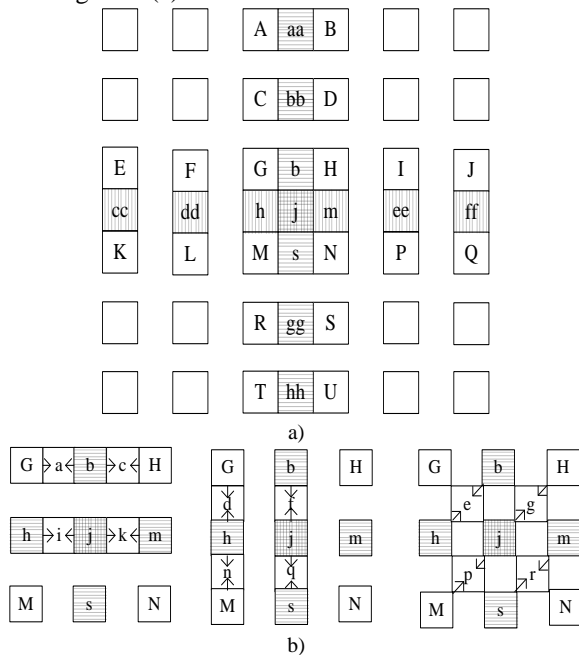 A aa B
C bb D
E F G b H I J
cc dd h j m ee ff
K L M s N P Q
R gg S
T hh U
a)
G a b c H G b H G b H
d f e g
h i j k m h j m h j m
n q p r
M s N M s N M s N
b)